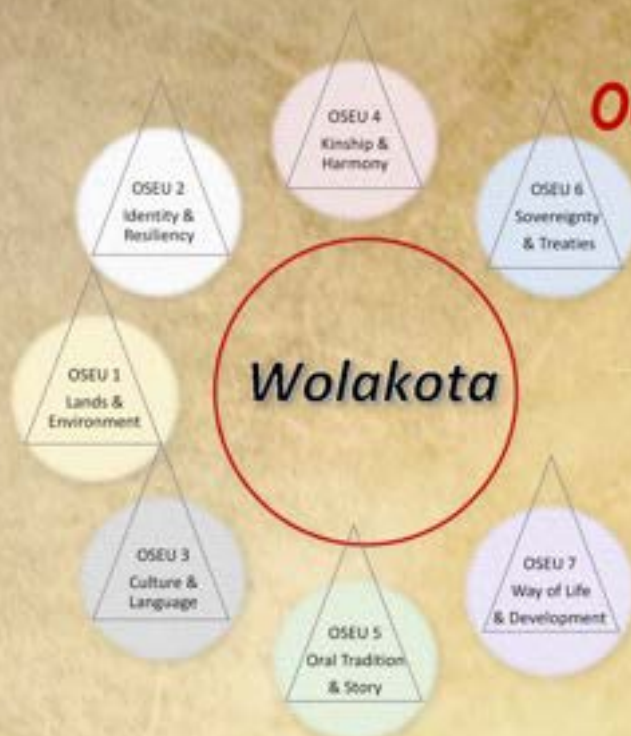 OSEU 4
Kinship &
Harmony
O
OSEU 2
Identity &
Resiliency
OSEU 6
Sovereignty
& Treaties
Wolakota
OSEU 1
Lands &
Environment
OSEU 3
Culture &
Language
OSEU 7
Way of Life
& Development
OSEU 5
Oral Tradition
& Story